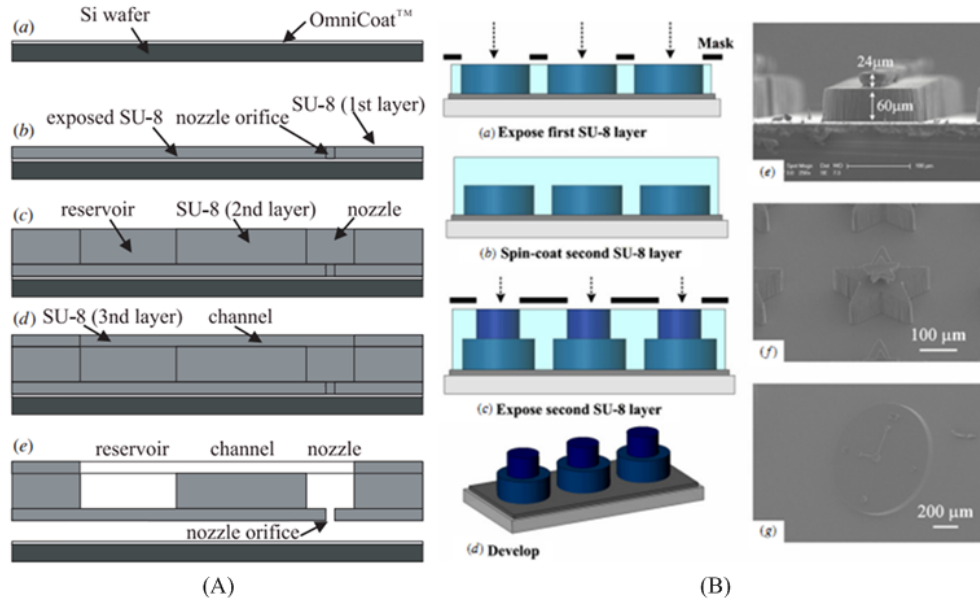 (a)
Si wafer
OmniCoat™
(b)
exposed SU-8
nozzle orifice
SU-8 (1st layer)
(c)
reservoir
SU-8 (2nd layer)
nozzle
(d)
SU-8 (3nd layer)
channel
(e)
reservoir
channel
nozzle
nozzle orifice
(A)
Mask
(a) Expose first SU-8 layer
(b) Spin-coat second SU-8 layer
(c) Expose second SU-8 layer
(d) Develop
24μm
60μm
(e)
100 μm
(f)
200 μm
(g)
(B)